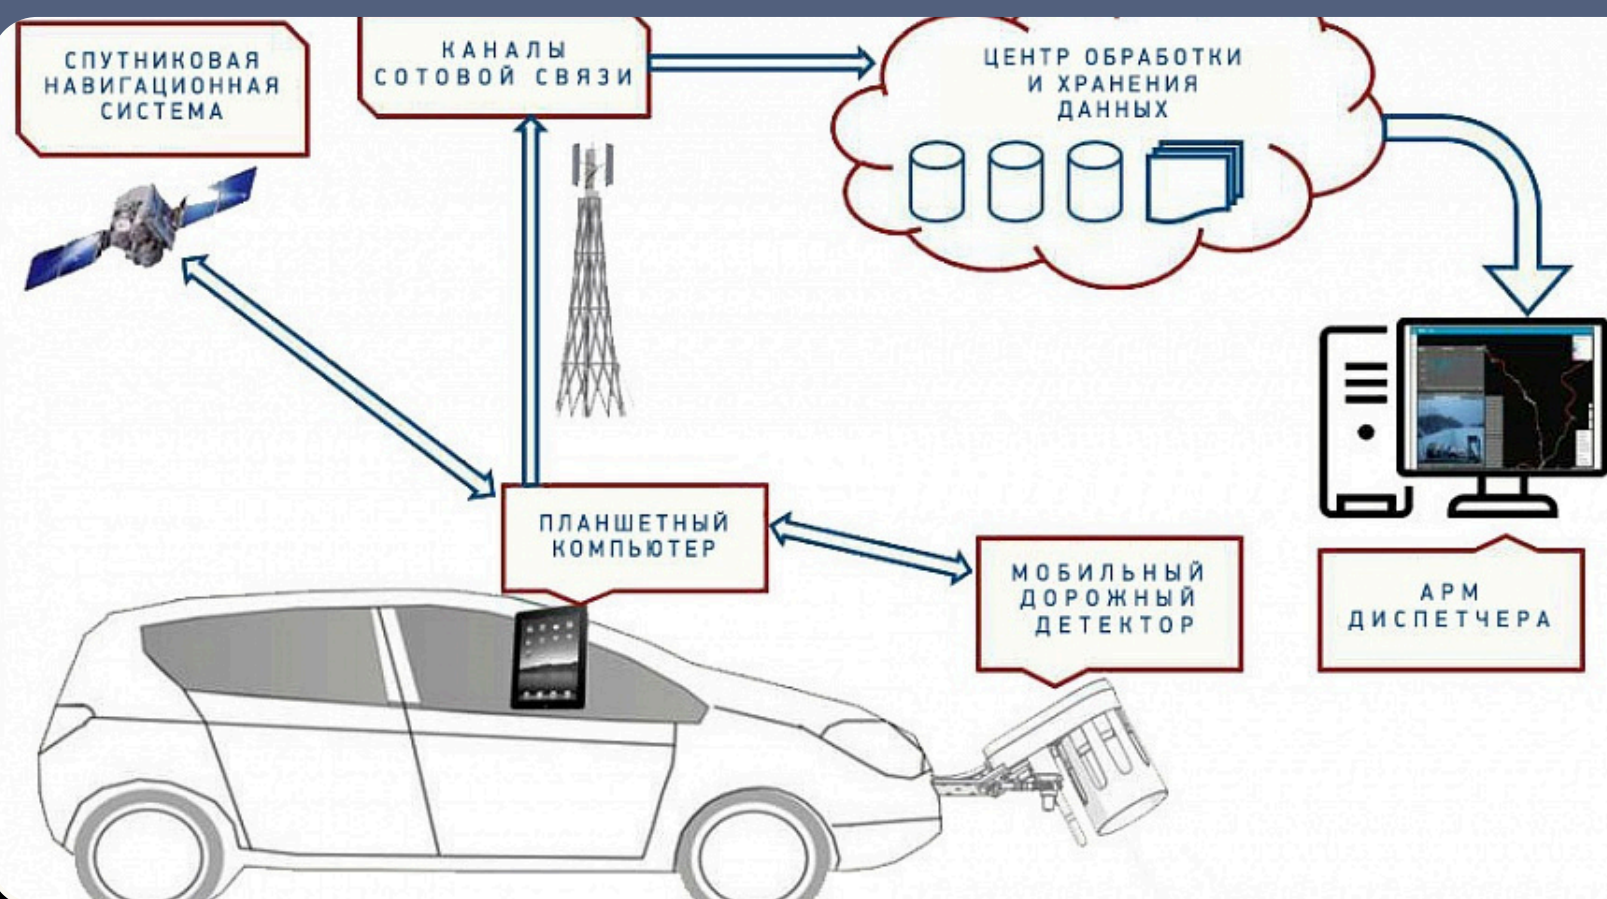 СПУТНИКОВАЯ
НАВИГАЦИОННАЯ
СИСТЕМА
КАНАЛЫ
СОТОВОЙ СВЯЗИ
ЦЕНТР ОБРАБОТКИ
И ХРАНЕНИЯ
ДАННЫХ
ПЛАНШЕТНЫЙ
КОМПЬЮТЕР
МОБИЛЬНЫЙ
ДОРОЖНЫЙ
ДЕТЕКТОР
АРМ
ДИСПЕТЧЕРА